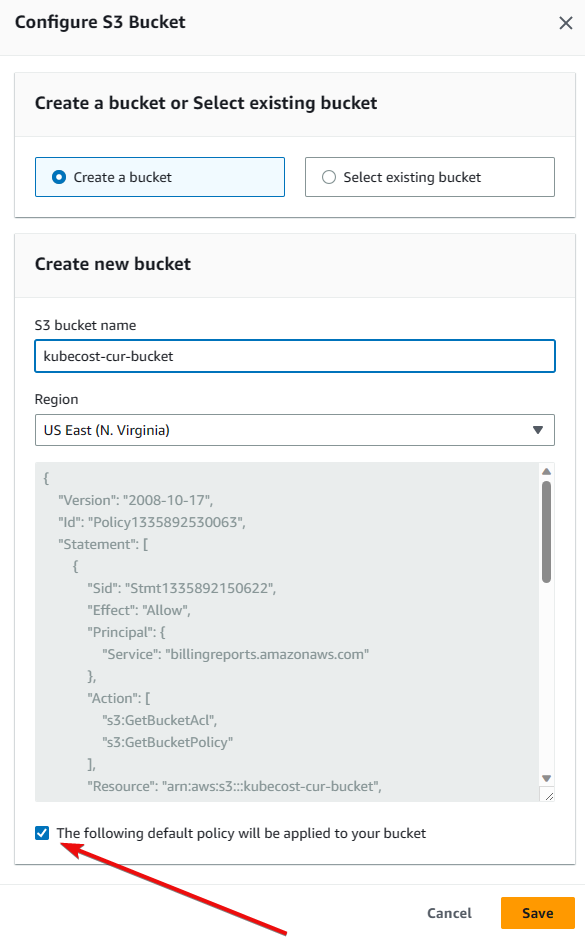 Configure S3 Bucket
Create a bucket or Select existing bucket
Create a bucket
Select existing bucket
Create new bucket
S3 bucket name
kubecost-cur-bucket
Region
US East (N. Virginia)
{
"Version": "2008-10-17",
"Id": "Policy1335892530063",
"Statement": [
{
"Sid": "Stmt1335892150622",
"Effect": "Allow",
"Principal": {
"Service": "billingreports.amazonaws.com"
},
"Action": [
"s3:GetBucketAcl",
"s3:GetBucketPolicy"
],
"Resource": "arn:aws:s3:::kubecost-cur-bucket",
The following default policy will be applied to your bucket
Cancel
Save